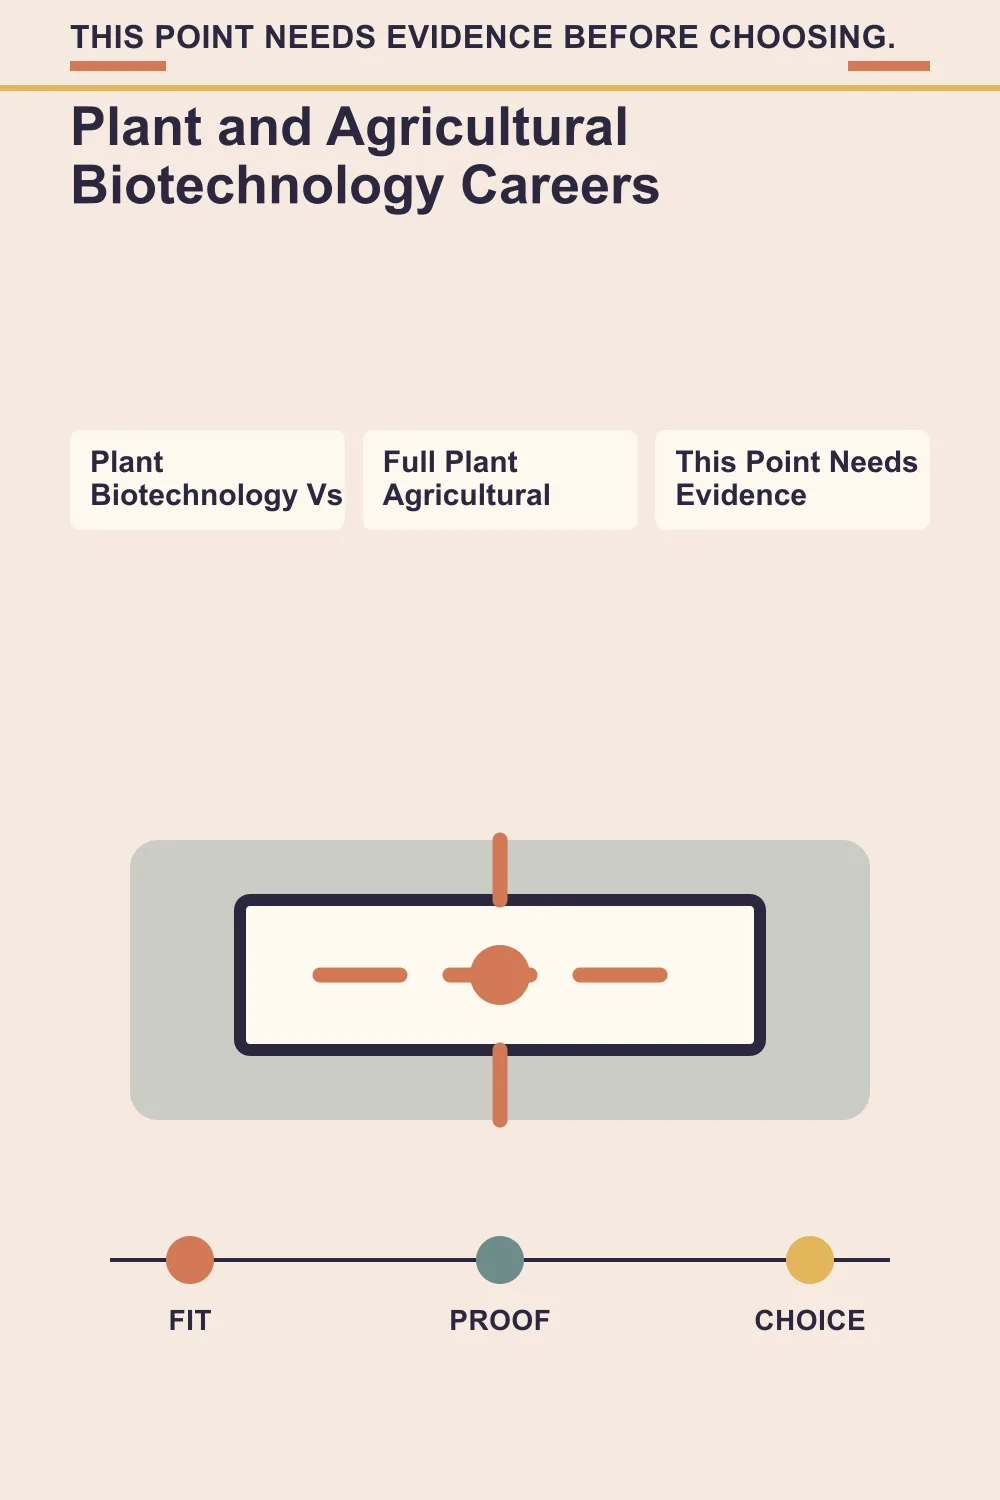 THIS POINT NEEDS EVIDENCE BEFORE CHOOSING.
Plant and Agricultural
Biotechnology Careers
Plant
Biotechnology Vs
Full Plant
Agricultural
This Point Needs
Evidence
FIT
PROOF
CHOICE